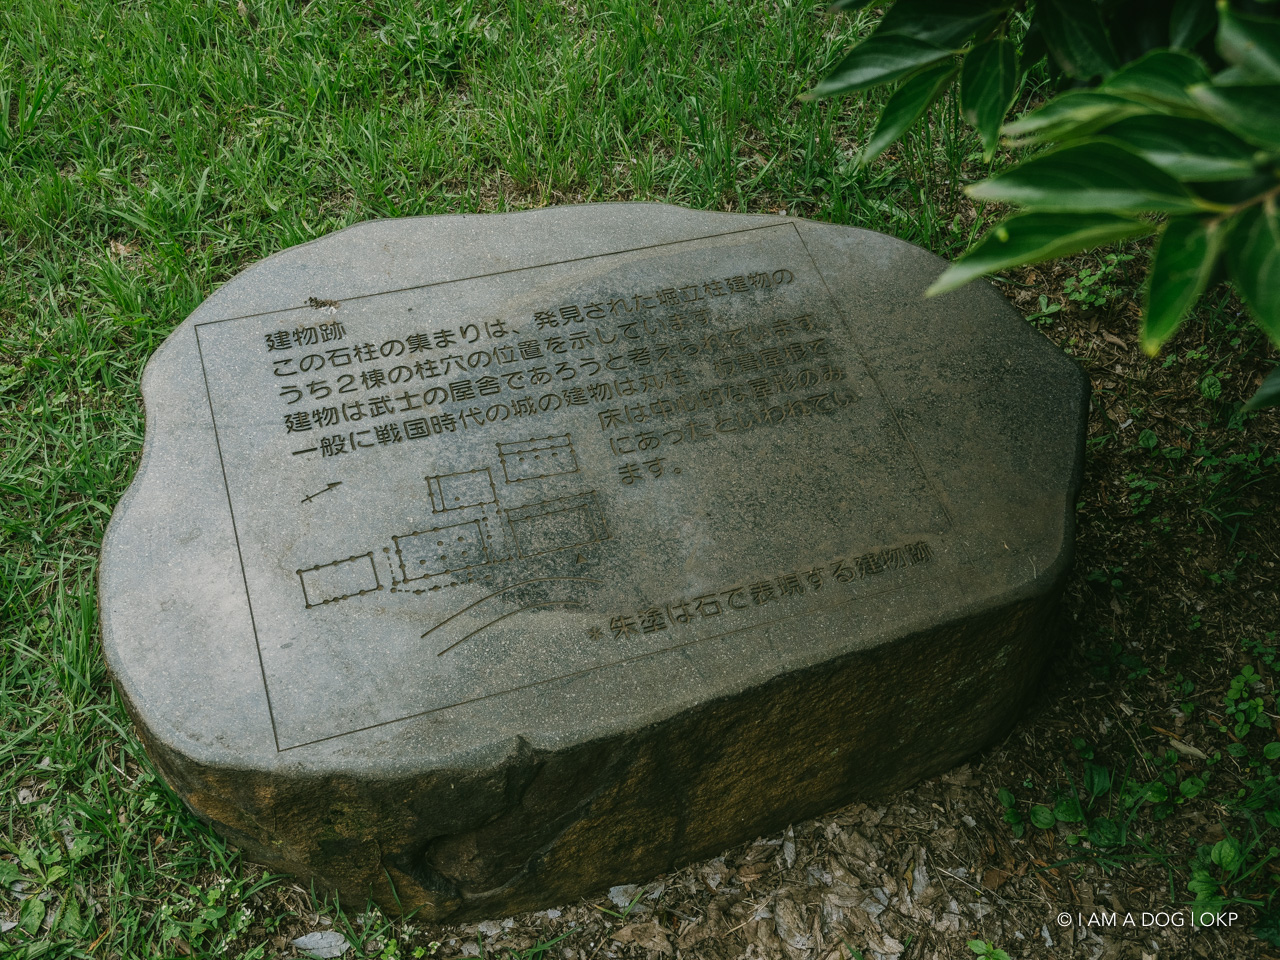 建物跡
この石柱の集まりは、発見された掘立柱建物の
うち2棟の柱穴の位置を示しています。
建物は武士の屋舎であろうと考えられています。
一般に戦国時代の城の建物は丸柱、
床は中心的な居形のみ
にあったといわれてい
ます。
*朱塗は石で表現する建物跡
© I AM A DOG | OKP